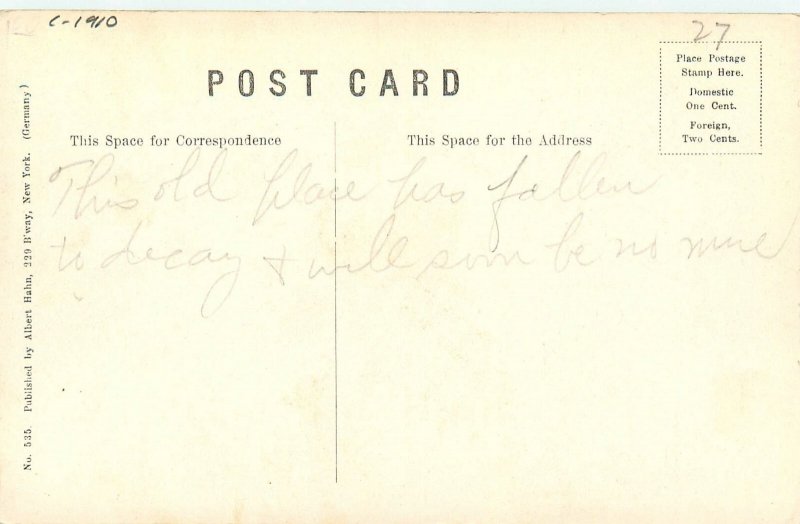 C-1910
27
POST CARD
Place Postage
Stamp Here.
Domestic
One Cent.
Foreign,
Two Cents.
This Space for Correspondence
This Space for the Address
This old place has fallen
to decay & will soon be no more
No. 535. Published by Albert Hahn, 229 B'way, New York. (Germany)